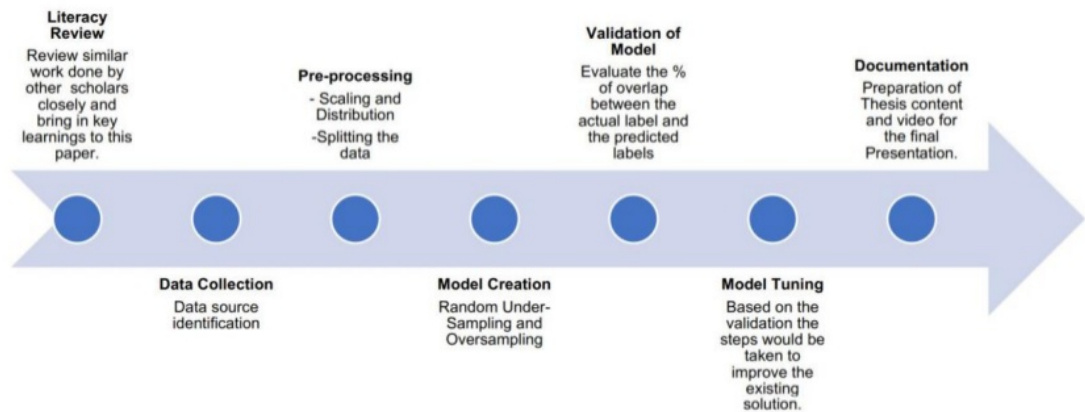 Literacy
Review
Review similar
work done by
other scholars
closely and
bring in key
learnings to this
paper.
Data Collection
Data source
identification
Pre-processing
- Scaling and
Distribution
-Splitting the
data
Model Creation
Random Under-
Sampling and
Oversampling
Validation of
Model
Evaluate the %
of overlap
between the
actual label and
the predicted
labels
Model Tuning
Based on the
validation the
steps would be
taken to
improve the
existing
solution.
Documentation
Preparation of
Thesis content
and video for
the final
Presentation.